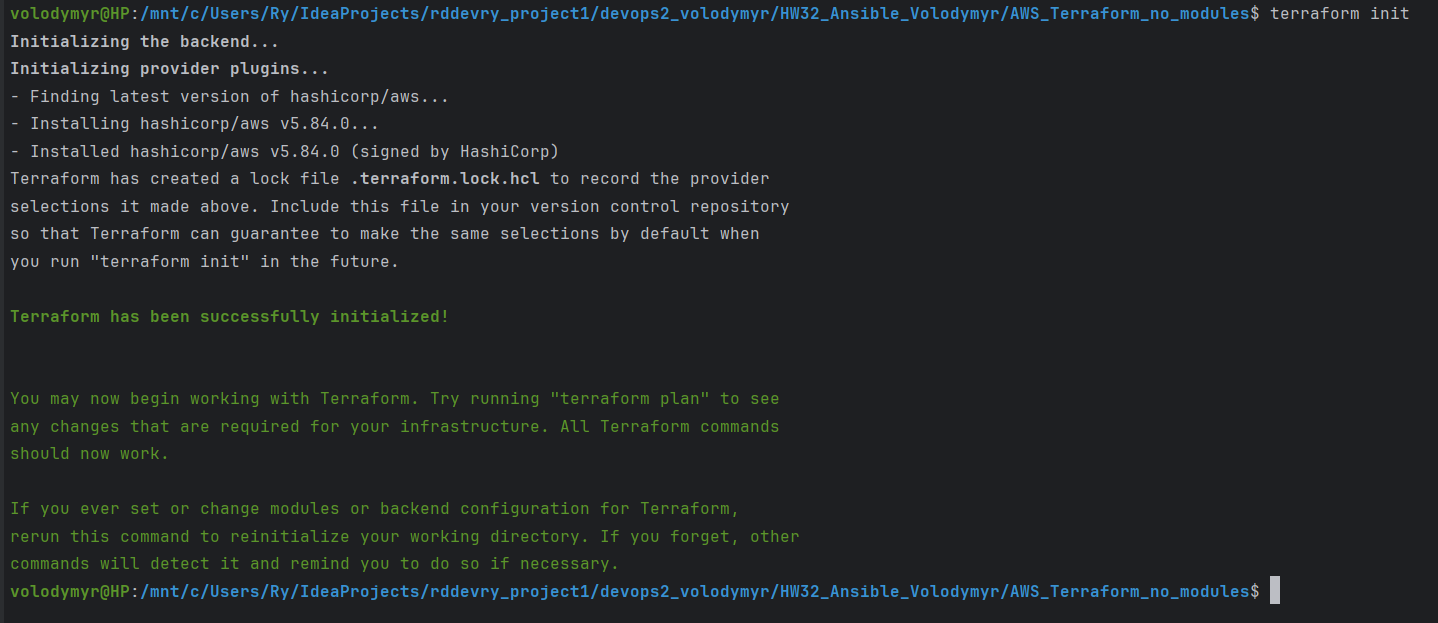 volodymyr@HP:/mnt/c/Users/Ry/IdeaProjects/rddevry_project1/devops2_volodymyr/HW32_Ansible_Volodymyr/AWS_Terraform_no_modules$ terraform init
Initializing the backend...
Initializing provider plugins...
- Finding latest version of hashicorp/aws...
- Installing hashicorp/aws v5.84.0...
- Installed hashicorp/aws v5.84.0 (signed by HashiCorp)
Terraform has created a lock file .terraform.lock.hcl to record the provider
selections it made above. Include this file in your version control repository
so that Terraform can guarantee to make the same selections by default when
you run "terraform init" in the future.
Terraform has been successfully initialized!
You may now begin working with Terraform. Try running "terraform plan" to see
any changes that are required for your infrastructure. All Terraform commands
should now work.
If you ever set or change modules or backend configuration for Terraform,
rerun this command to reinitialize your working directory. If you forget, other
commands will detect it and remind you to do so if necessary.
volodymyr@HP:/mnt/c/Users/Ry/IdeaProjects/rddevry_project1/devops2_volodymyr/HW32_Ansible_Volodymyr/AWS_Terraform_no_modules$